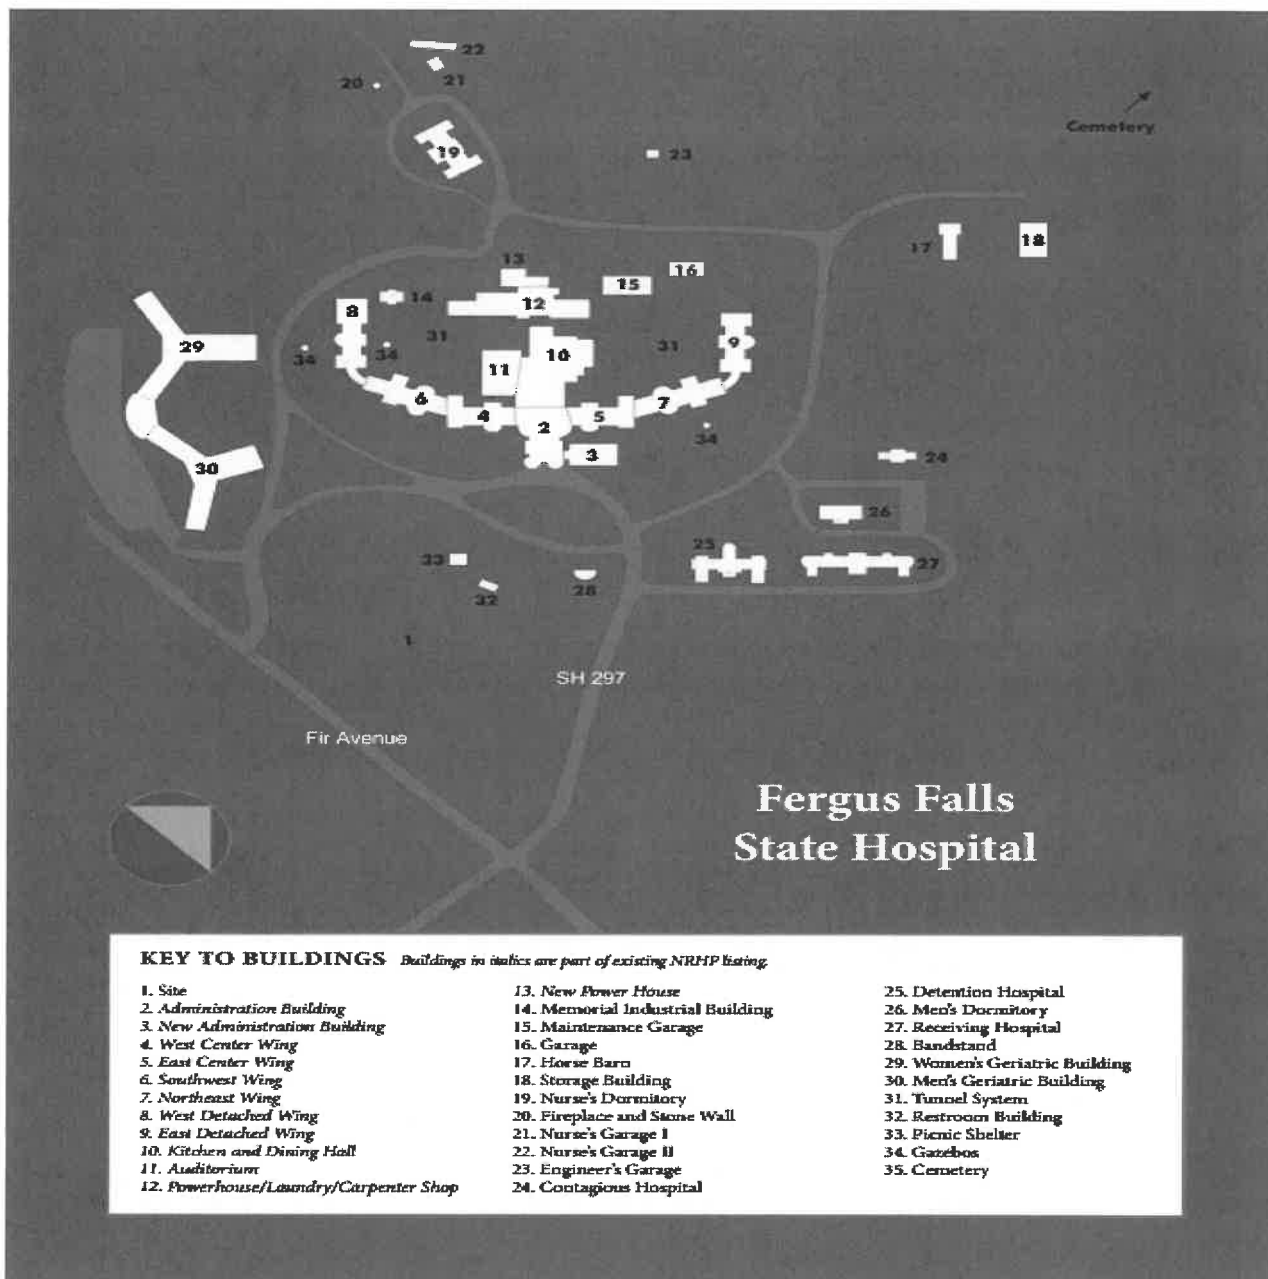 22
20
21
19
23
Cemetery
17
18
13
16
15
8
14
12
31
31
9
29
34
34
10
11
6
7
4
5
2
34
3
30
24
26
25
27
33
32
28
1
SH 297
Fir Avenue
Fergus Falls
State Hospital
KEY TO BUILDINGS Buildings in italics are part of existing NRHP listing.
1. Site
2. Administration Building
3. New Administration Building
4. West Center Wing
5. East Center Wing
6. Southwest Wing
7. Northeast Wing
8. West Detached Wing
9. East Detached Wing
10. Kitchen and Dining Hall
11. Auditorium
12. Powerhouse/Laundry/Carpenter Shop
13. New Power House
14. Memorial Industrial Building
15. Maintenance Garage
16. Garage
17. Horse Barn
18. Storage Building
19. Nurse's Dormitory
20. Fireplace and Stone Wall
21. Nurse's Garage I
22. Nurse's Garage II
23. Engineer's Garage
24. Contagious Hospital
25. Detention Hospital
26. Men's Dormitory
27. Receiving Hospital
28. Bandstand
29. Women's Geriatric Building
30. Men's Geriatric Building
31. Tunnel System
32. Restroom Building
33. Picnic Shelter
34. Gazebos
35. Cemetery